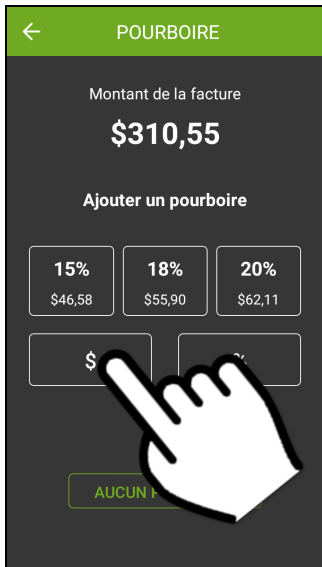 POURBOIRE
Montant de la facture
$310,55
Ajouter un pourboire
15% 18% 20%
$46,58 $55,90 $62,11
$ %
AUCUN